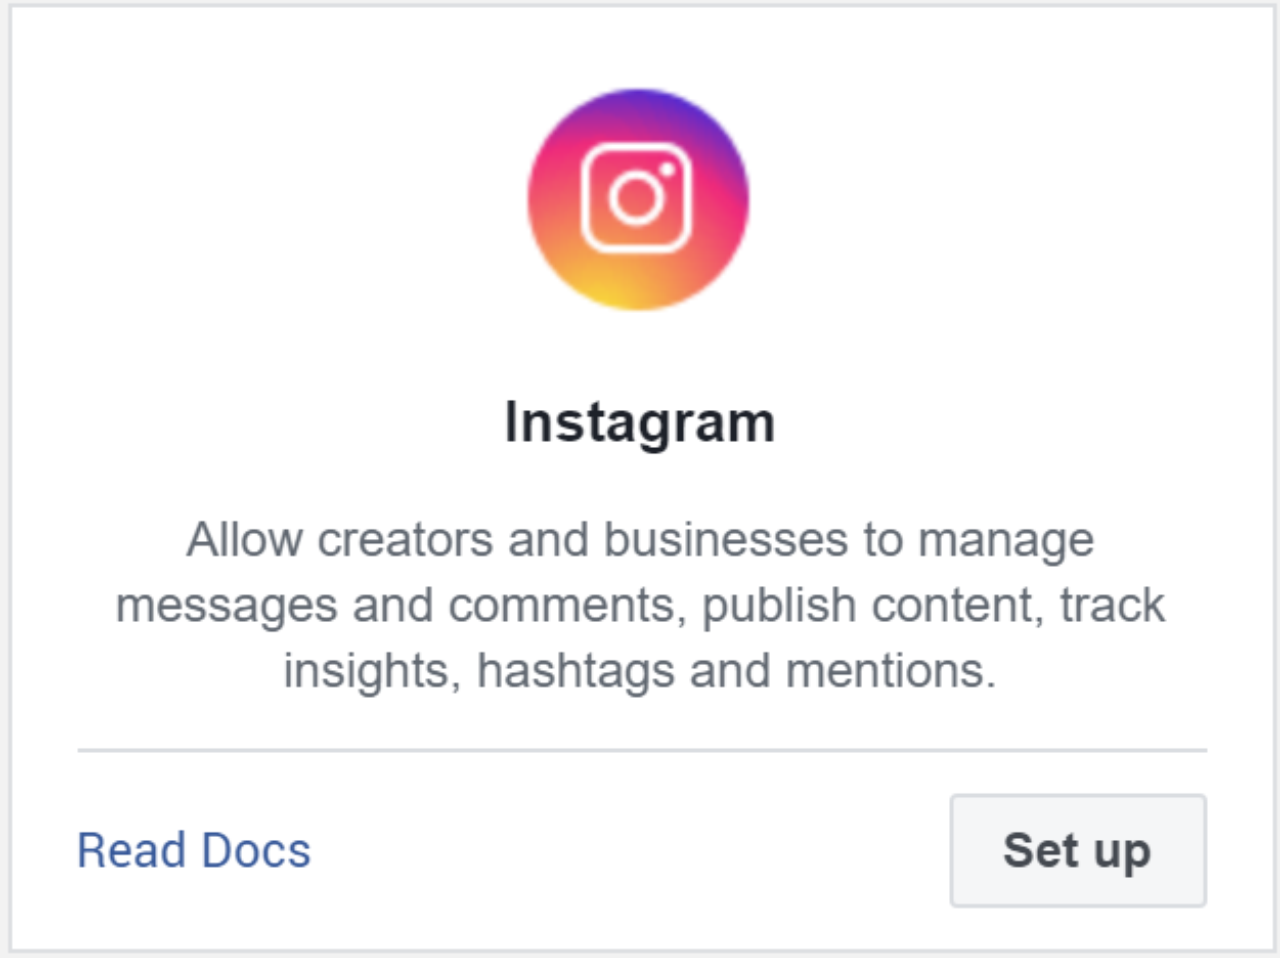 Instagram
Allow creators and businesses to manage
messages and comments, publish content, track
insights, hashtags and mentions.
Read Docs
Set up